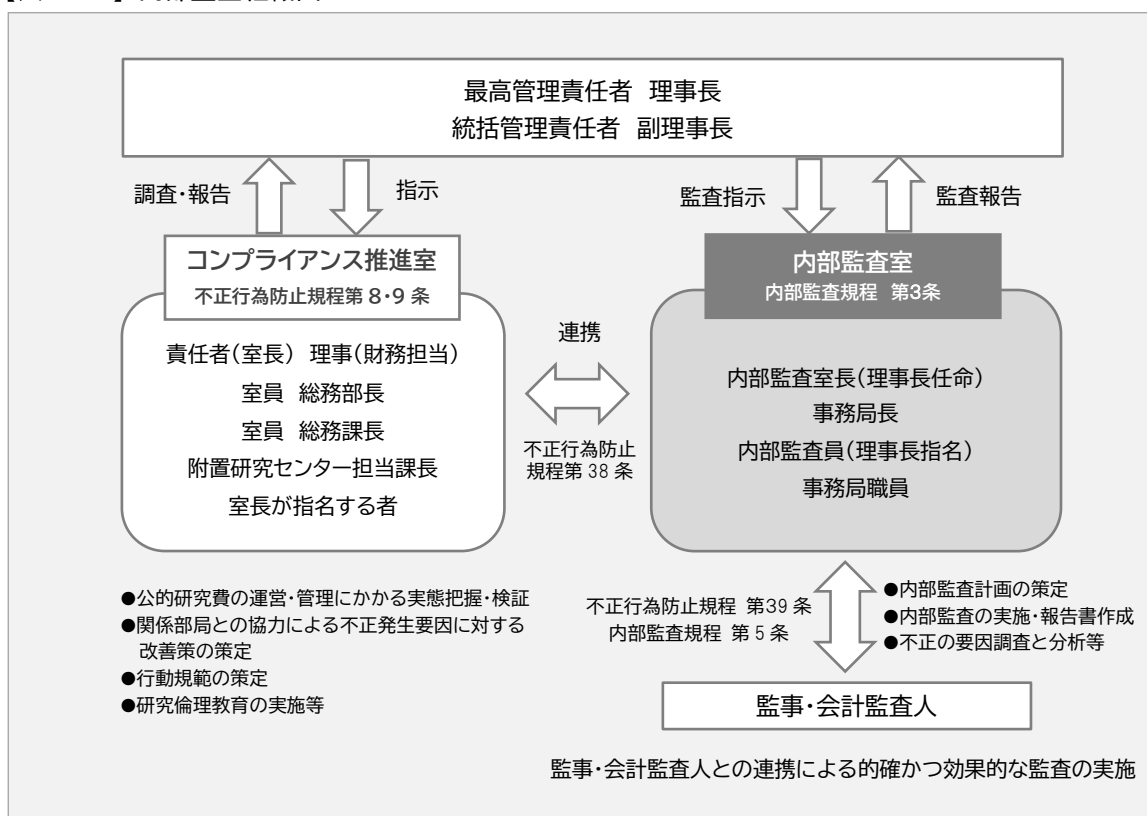 最高管理責任者 理事長
統括管理責任者 副理事長
調査・報告
指示
監査指示
監査報告
コンプライアンス推進室
不正行為防止規程第8・9条
責任者(室長) 理事(財務担当)
室員 総務部長
室員 総務課長
附置研究センター担当課長
室長が指名する者
連携
不正行為防止
規程第38条
内部監査室
内部監査規程 第3条
内部監査室長(理事長任命)
事務局長
内部監査員(理事長指名)
事務局職員
●公的研究費の運営・管理にかかる実態把握・検証
●関係部局との協力による不正発生要因に対する
改善策の策定
●行動規範の策定
●研究倫理教育の実施等
不正行為防止規程 第39条
内部監査規程 第5条
●内部監査計画の策定
●内部監査の実施・報告書作成
●不正の要因調査と分析等
監事・会計監査人
監事・会計監査人との連携による的確かつ効果的な監査の実施